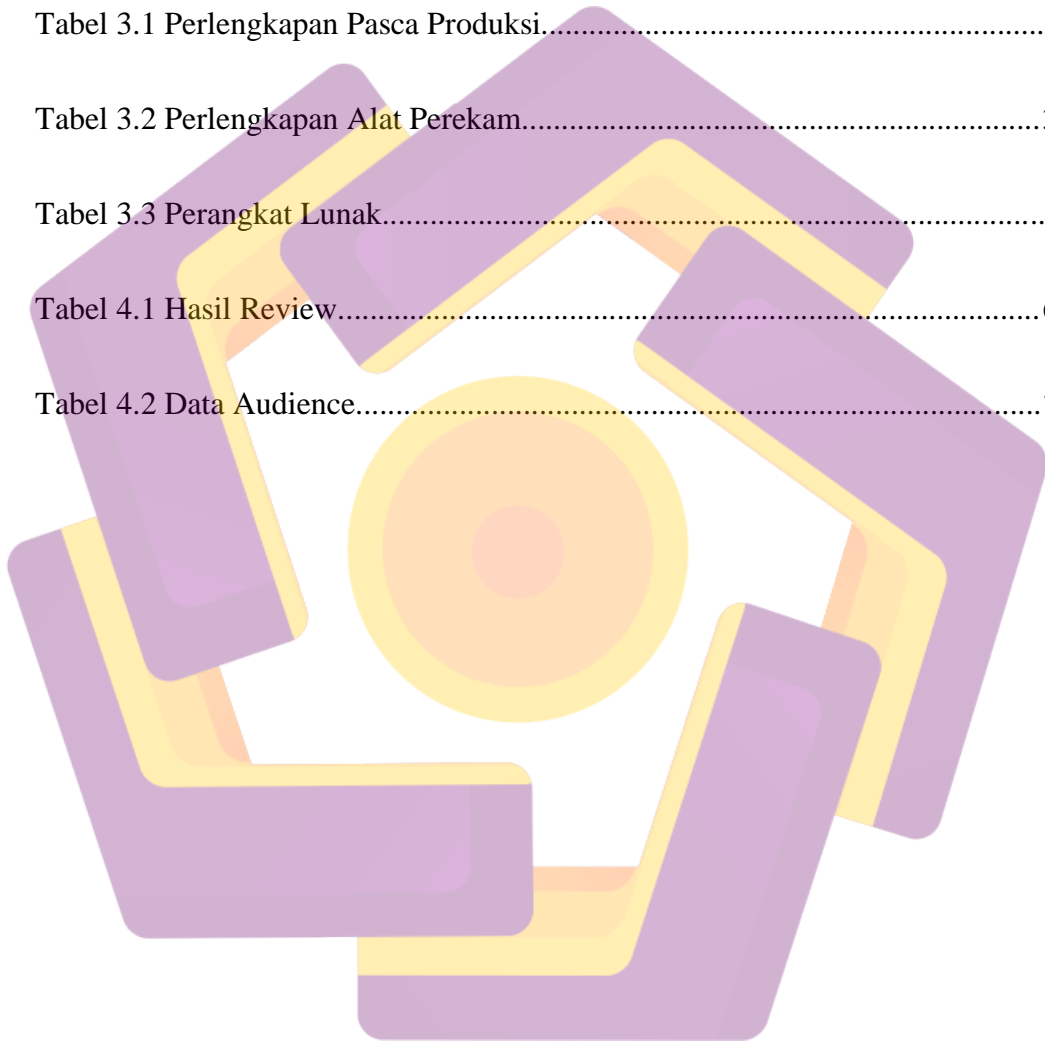 Tabel 3.1 Perlengkapan Pasca Produksi
Tabel 3.2 Perlengkapan Alat Perekam
Tabel 3.3 Perangkat Lunak
Tabel 4.1 Hasil Review
Tabel 4.2 Data Audience